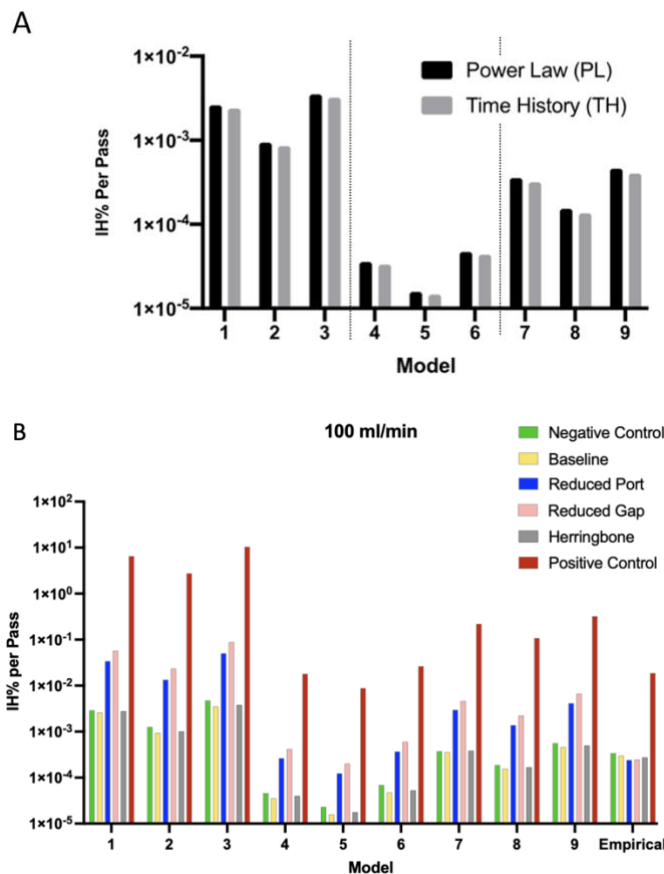 A
1×10-2
1×10-3
1×10-4
1×10-5
IH% Per Pass
Power Law (PL)
Time History (TH)
1 2 3 4 5 6 7 8 9
Model
B
100 ml/min
Negative Control
Baseline
Reduced Port
Reduced Gap
Herringbone
Positive Control
1×10²
1×10¹
1×10⁰
1×10-1
1×10-2
1×10-3
1×10-4
1×10-5
IH% per Pass
1 2 3 4 5 6 7 8 9 Empirical
Model